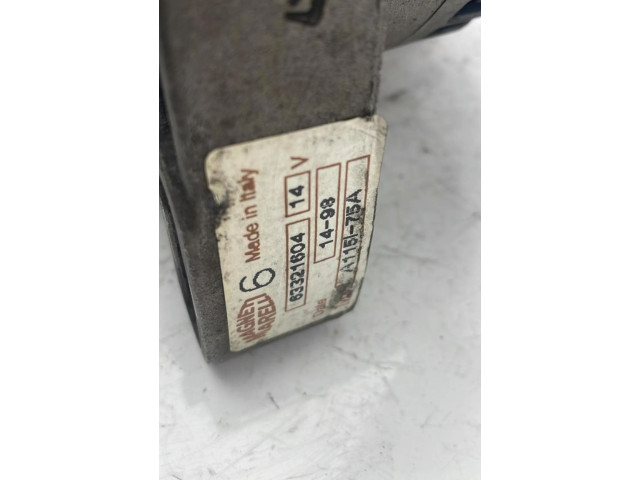 MAGNETI
MARELLI
6
Made in Italy
63321604
14 V
14-98
A115I-75A